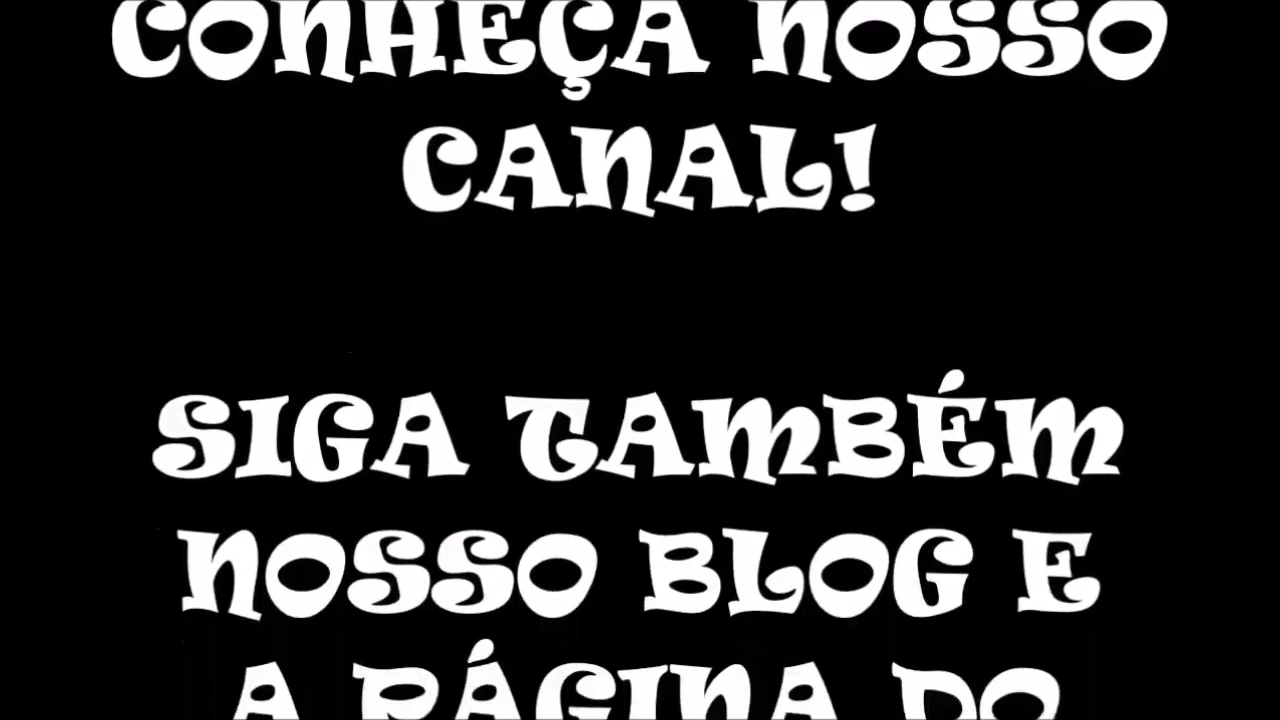 CONHEÇA NOSSO
CANAL!
SIGA TAMBÉM
NOSSO BLOG E
A PÁGINA DO